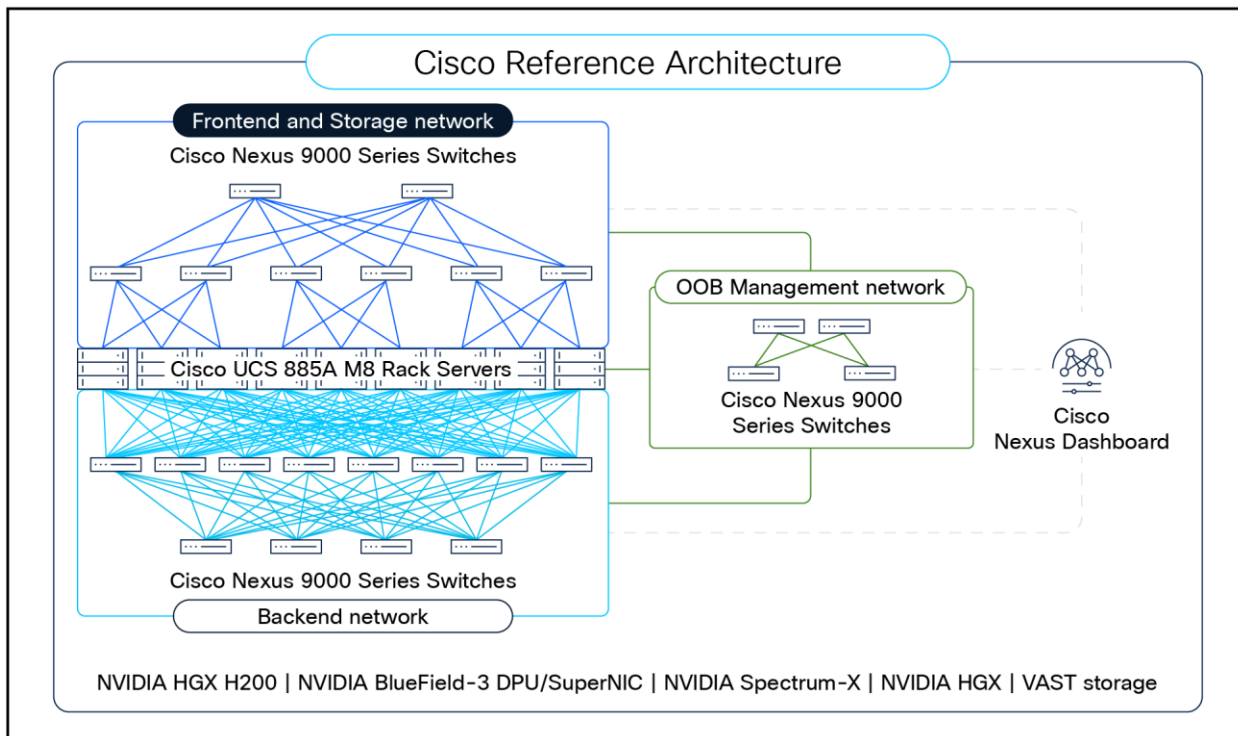 Cisco Reference Architecture
Frontend and Storage network
Cisco Nexus 9000 Series Switches
OOB Management network
Cisco UCS 885A M8 Rack Servers
Cisco Nexus 9000
Series Switches
Cisco
Nexus Dashboard
Cisco Nexus 9000 Series Switches
Backend network
NVIDIA HGX H200 | NVIDIA BlueField-3 DPU/SuperNIC | NVIDIA Spectrum-X | NVIDIA HGX | VAST storage